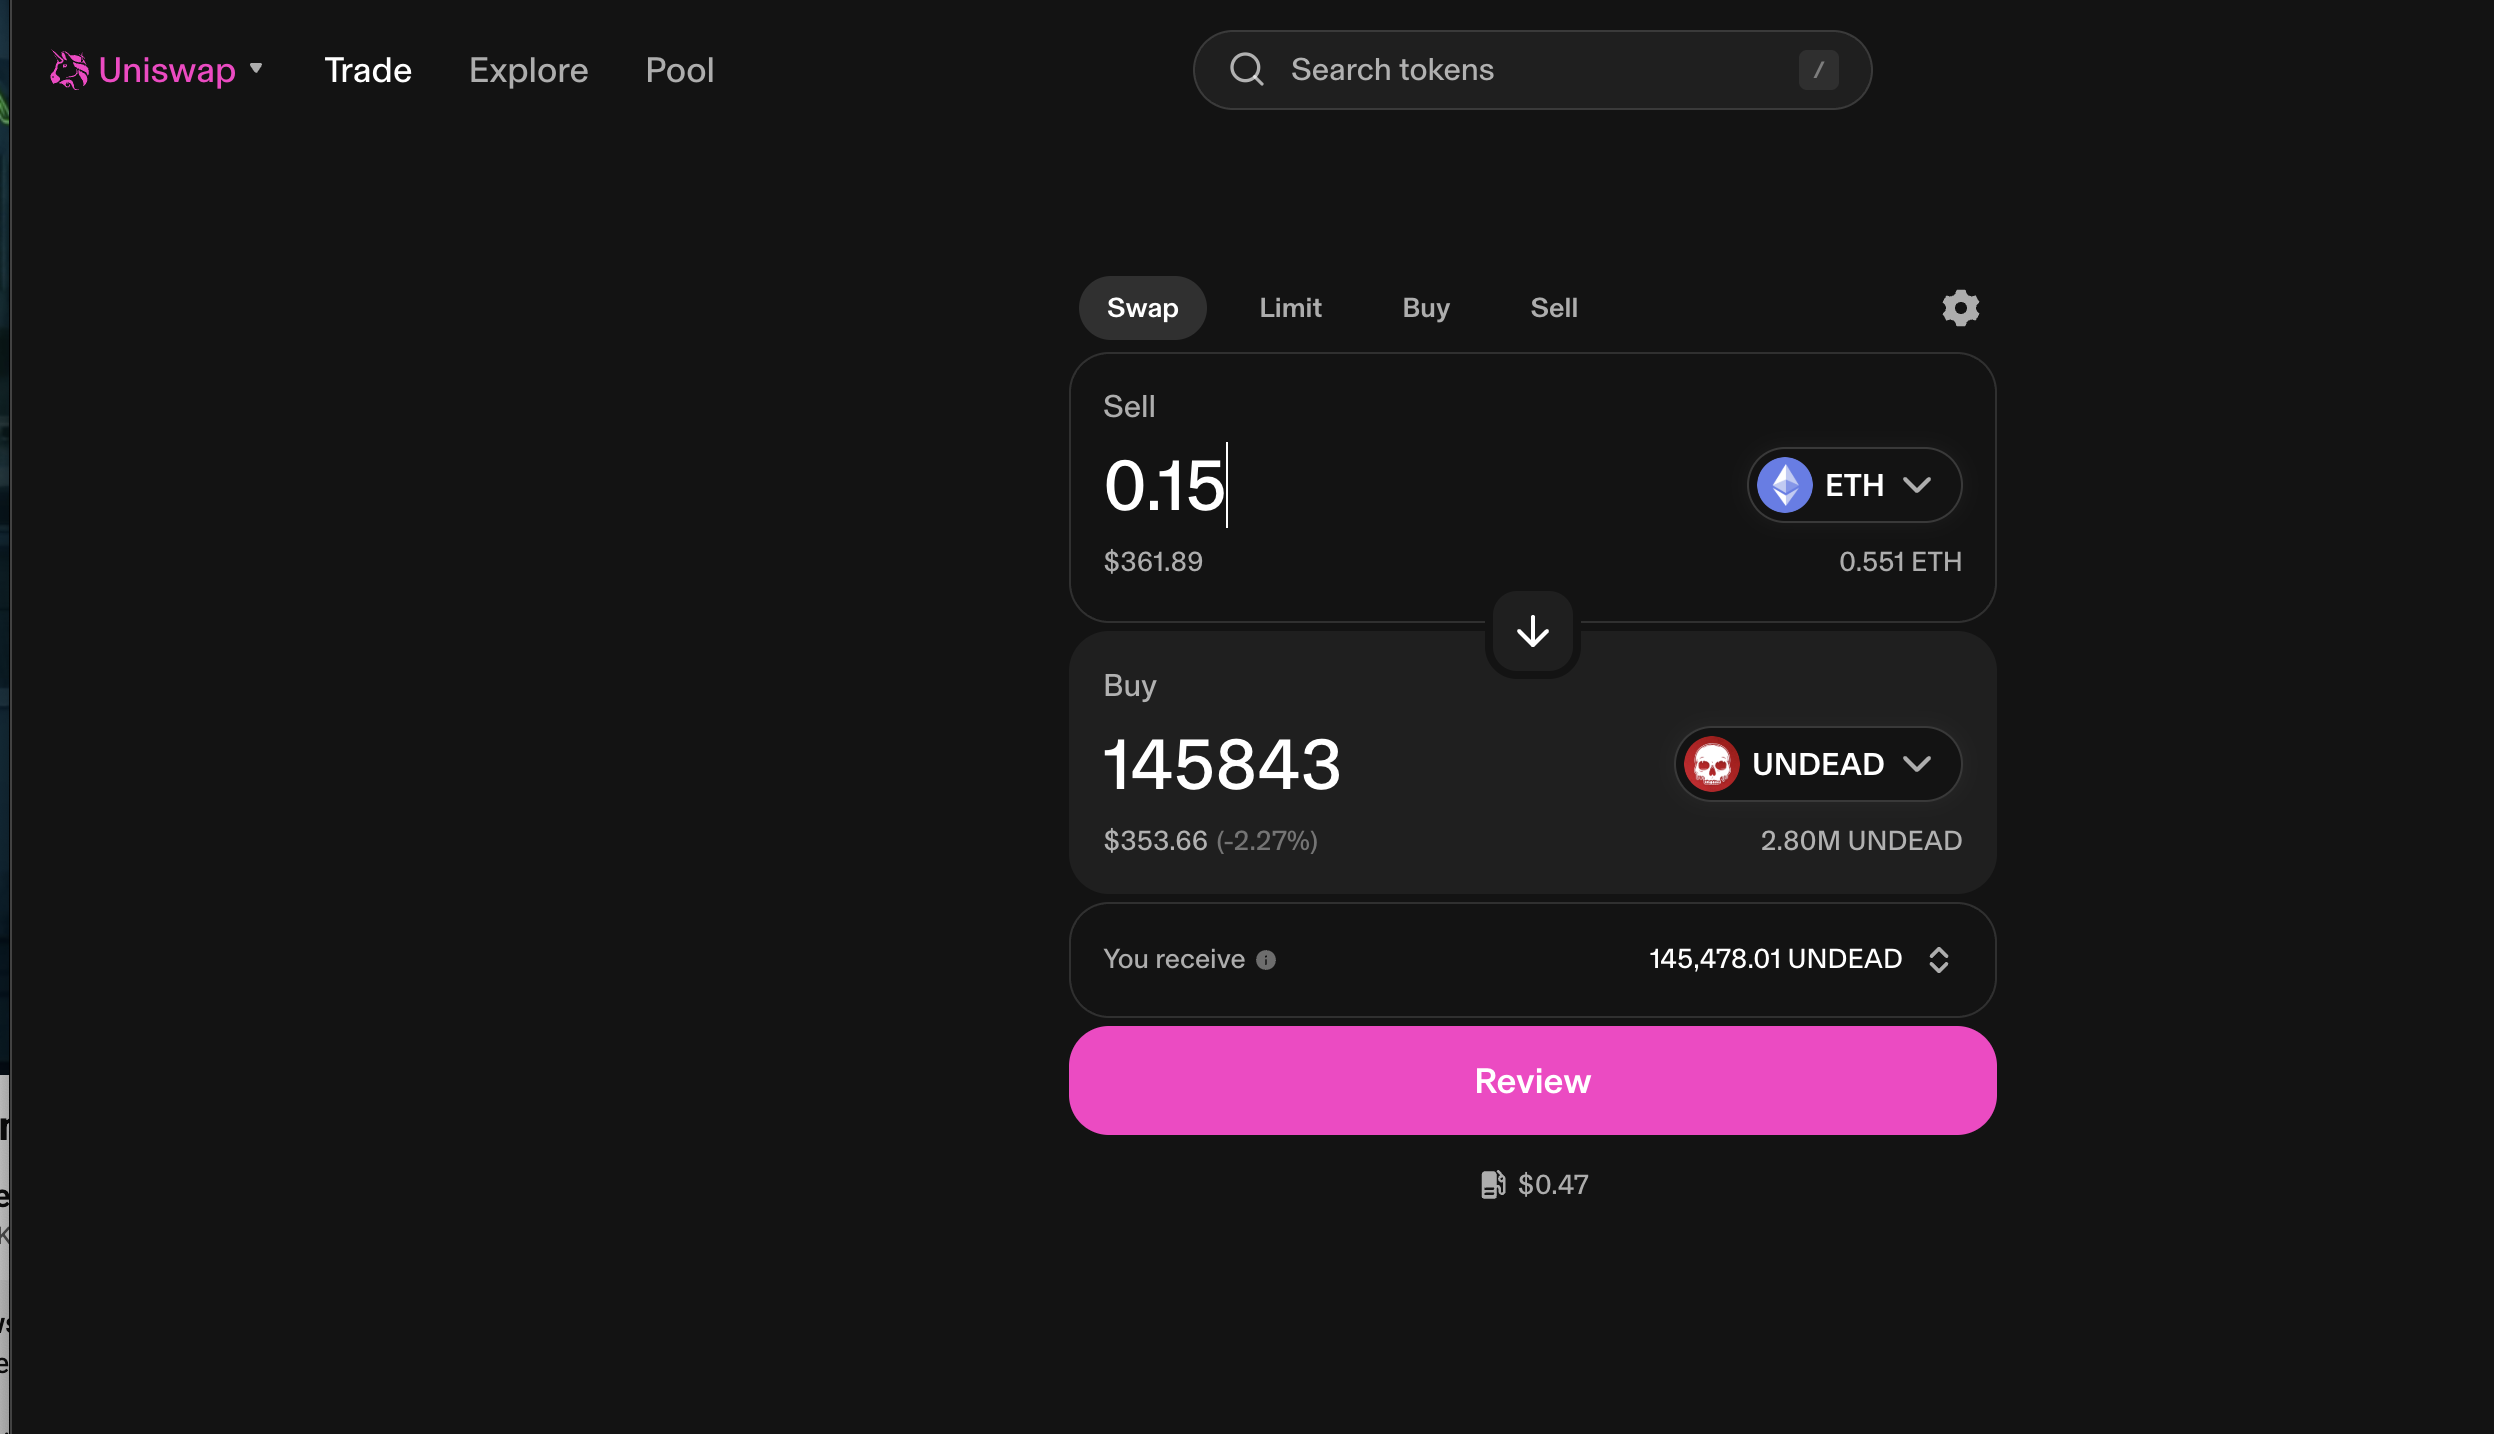 Uniswap Trade Explore Pool Search tokens /
Swap Limit Buy Sell
Sell
0.15 ETH
$361.89 0.551 ETH
Buy
145843 UNDEAD
$353.66 (-2.27%) 2.80M UNDEAD
You receive 145,478.01 UNDEAD
Review
$0.47